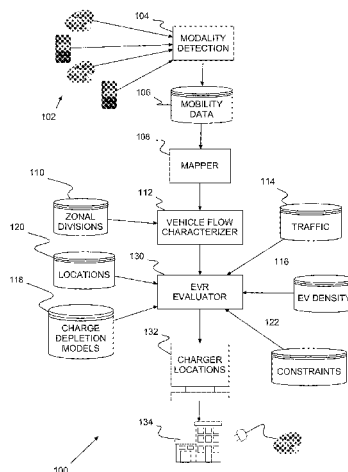 104
MODALITY
DETECTION
106
102
MOBILITY
DATA
108
MAPPER
110
112
114
ZONAL
DIVISIONS
VEHICLE FLOW
CHARACTERIZER
TRAFFIC
120
130
116
LOCATIONS
EVR
EVALUATOR
EV DENSITY
118
132
122
CHARGE
DEPLETION
MODELS
CHARGER
LOCATIONS
CONSTRAINTS
134
100